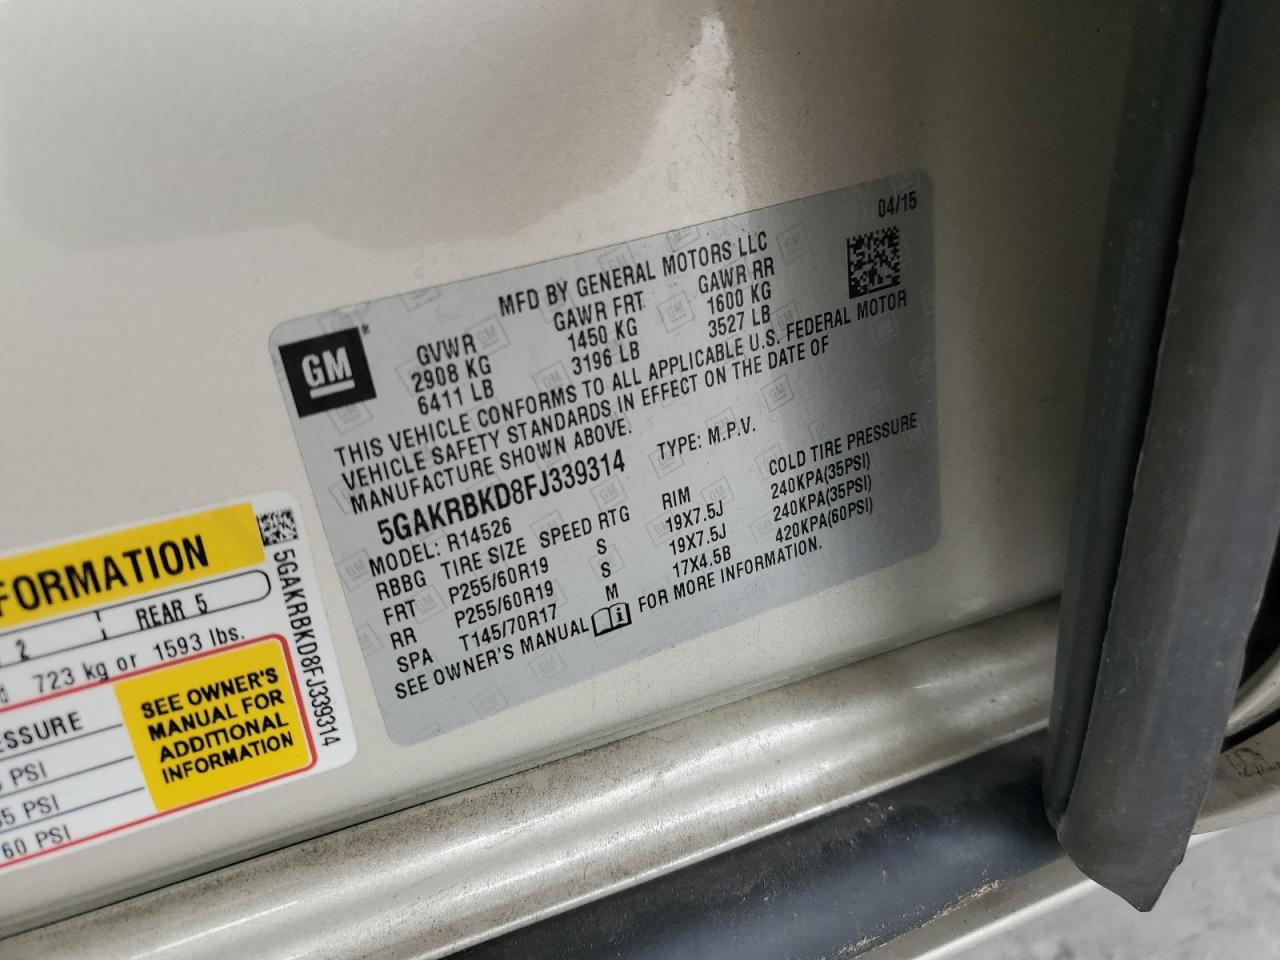 04/15
MFD BY GENERAL MOTORS LLC
GM®
GVWR GAWR FRT GAWR RR
2908 KG 1450 KG 1600 KG
6411 LB 3196 LB 3527 LB
THIS VEHICLE CONFORMS TO ALL APPLICABLE U.S. FEDERAL MOTOR
VEHICLE SAFETY STANDARDS IN EFFECT ON THE DATE OF
MANUFACTURE SHOWN ABOVE.
5GAKRBKD8FJ339314 TYPE: M.P.V.
MODEL: R14526
RBBG TIRE SIZE SPEED RTG RIM COLD TIRE PRESSURE
FRT P255/60R19 S 19X7.5J 240KPA(35PSI)
RR P255/60R19 S 19X7.5J 240KPA(35PSI)
SPA T145/70R17 M 17X4.5B 420KPA(60PSI)
SEE OWNER'S MANUAL FOR MORE INFORMATION.
FORMATION
2 REAR 5
723 kg or 1593 lbs.
ESSURE
PSI
35 PSI
60 PSI
SEE OWNER'S
MANUAL FOR
ADDITIONAL
INFORMATION
5GAKRBKD8FJ339314